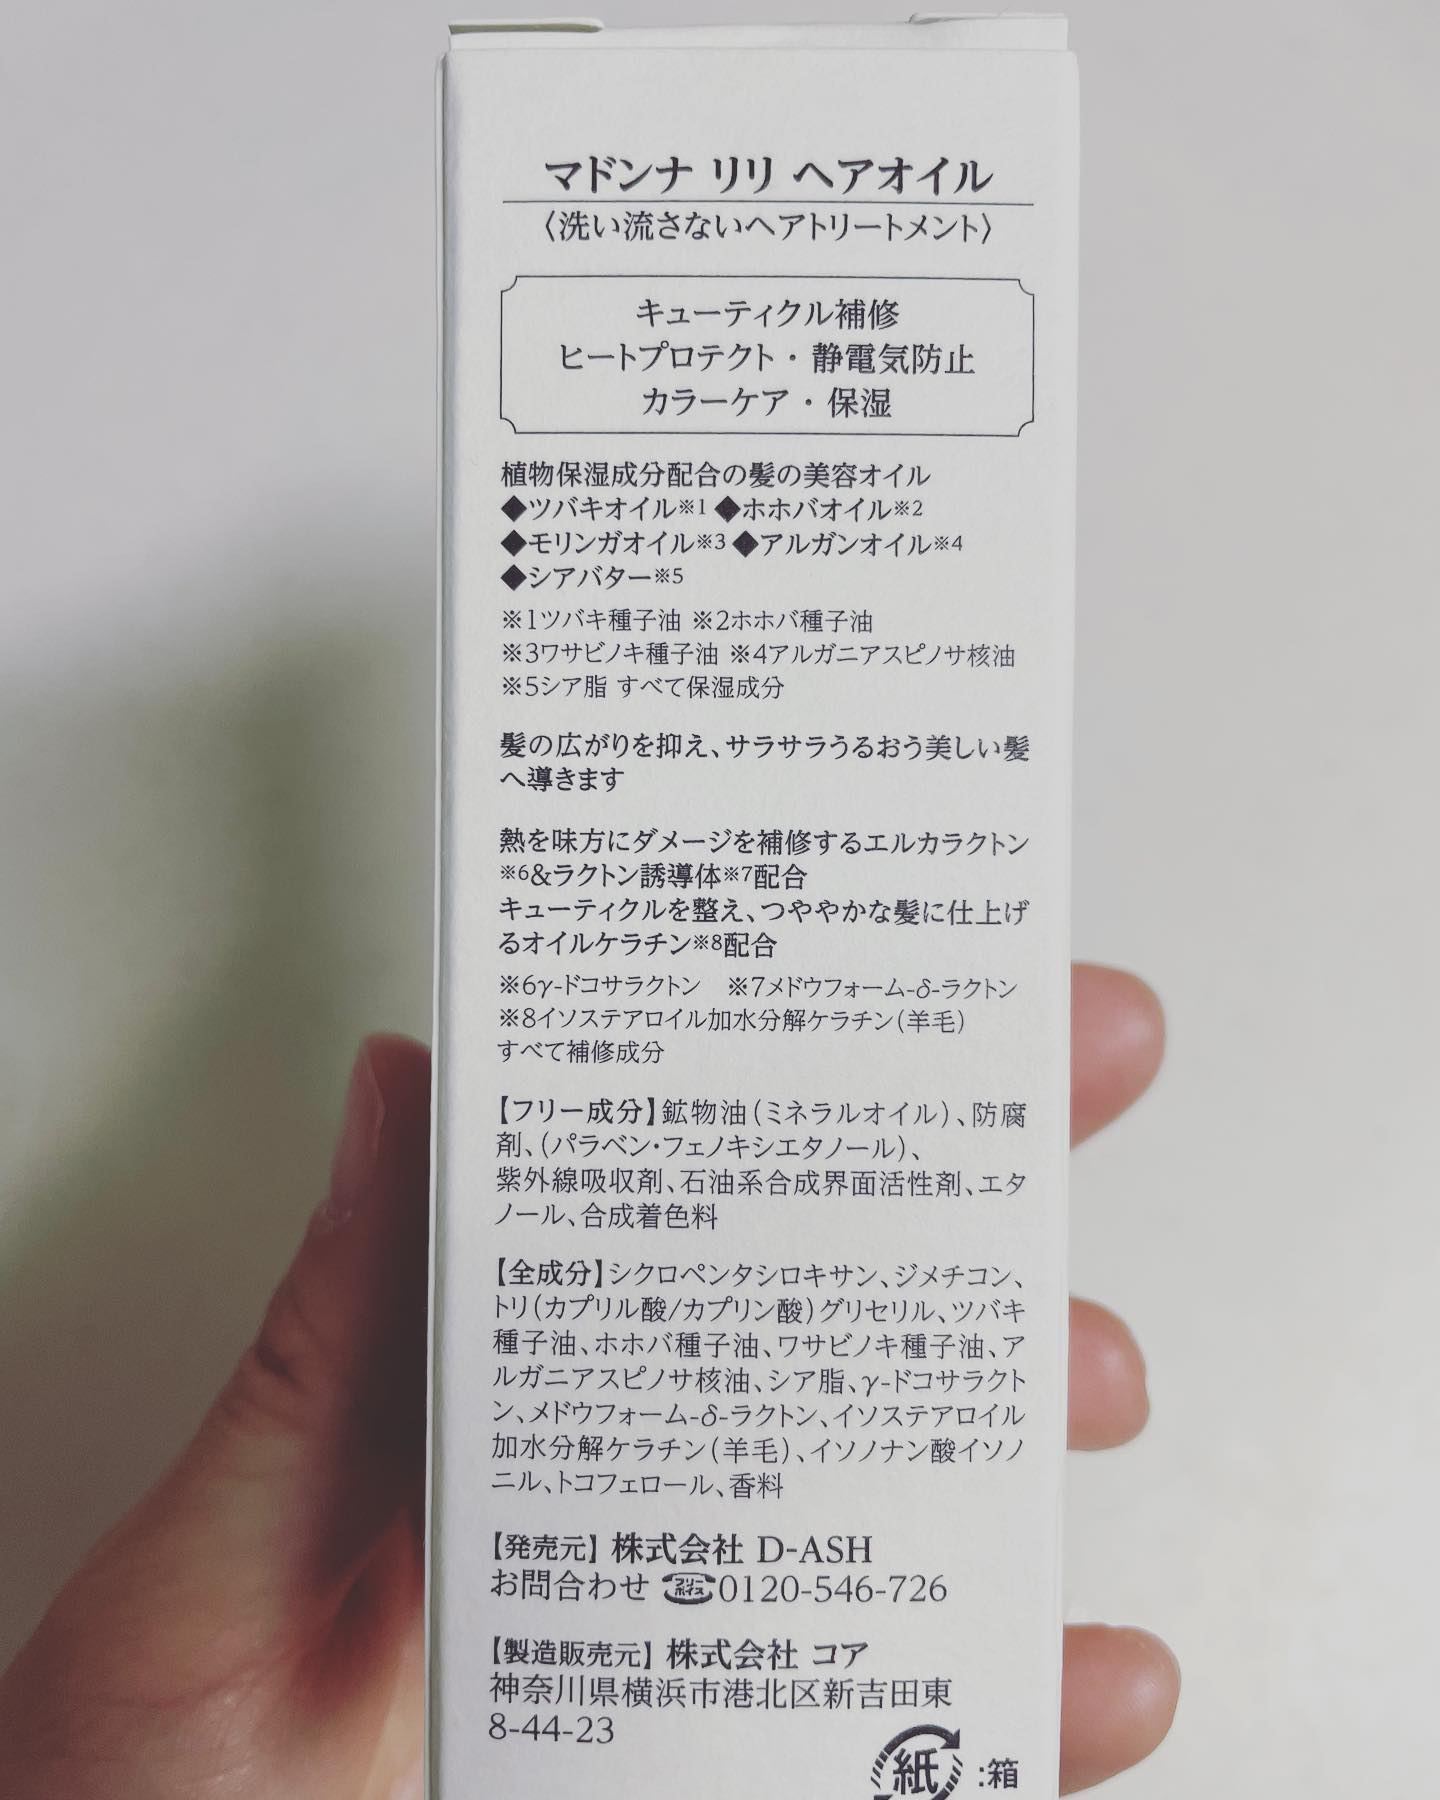 マドンナ リリ ヘアオイル
〈洗い流さないヘアトリートメント〉
キューティクル補修
ヒートプロテクト・静電気防止
カラーケア・保湿
植物保湿成分配合の髪の美容オイル
◆ツバキオイル※1 ◆ホホバオイル※2
◆モリンガオイル※3 ◆アルガンオイル※4
◆シアバター※5
※1ツバキ種子油 ※2ホホバ種子油
※3ワサビノキ種子油 ※4アルガニアスピノサ核油
※5シア脂 すべて保湿成分
髪の広がりを抑え、サラサラうるおう美しい髪
へ導きます
熱を味方にダメージを補修するエルカラクトン
※6&ラクトン誘導体※7配合
キューティクルを整え、つややかな髪に仕上げ
るオイルケラチン※8配合
※6γ-ドコサラクトン　※7メドウフォーム-δ-ラクトン
※8イソステアロイル加水分解ケラチン(羊毛)
すべて補修成分
【フリー成分】鉱物油(ミネラルオイル)、防腐
剤、(パラベン・フェノキシエタノール)、
紫外線吸収剤、石油系合成界面活性剤、エタ
ノール、合成着色料
【全成分】シクロペンタシロキサン、ジメチコン、
トリ(カプリル酸/カプリン酸)グリセリル、ツバキ
種子油、ホホバ種子油、ワサビノキ種子油、ア
ルガニアスピノサ核油、シア脂、γ-ドコサラクト
ン、メドウフォーム-δ-ラクトン、イソステアロイル
加水分解ケラチン(羊毛)、イソノナン酸イソノ
ニル、トコフェロール、香料
【発売元】株式会社 D-ASH
お問合わせ フリーボイス 0120-546-726
【製造販売元】株式会社 コア
神奈川県横浜市港北区新吉田東
8-44-23
紙 :箱